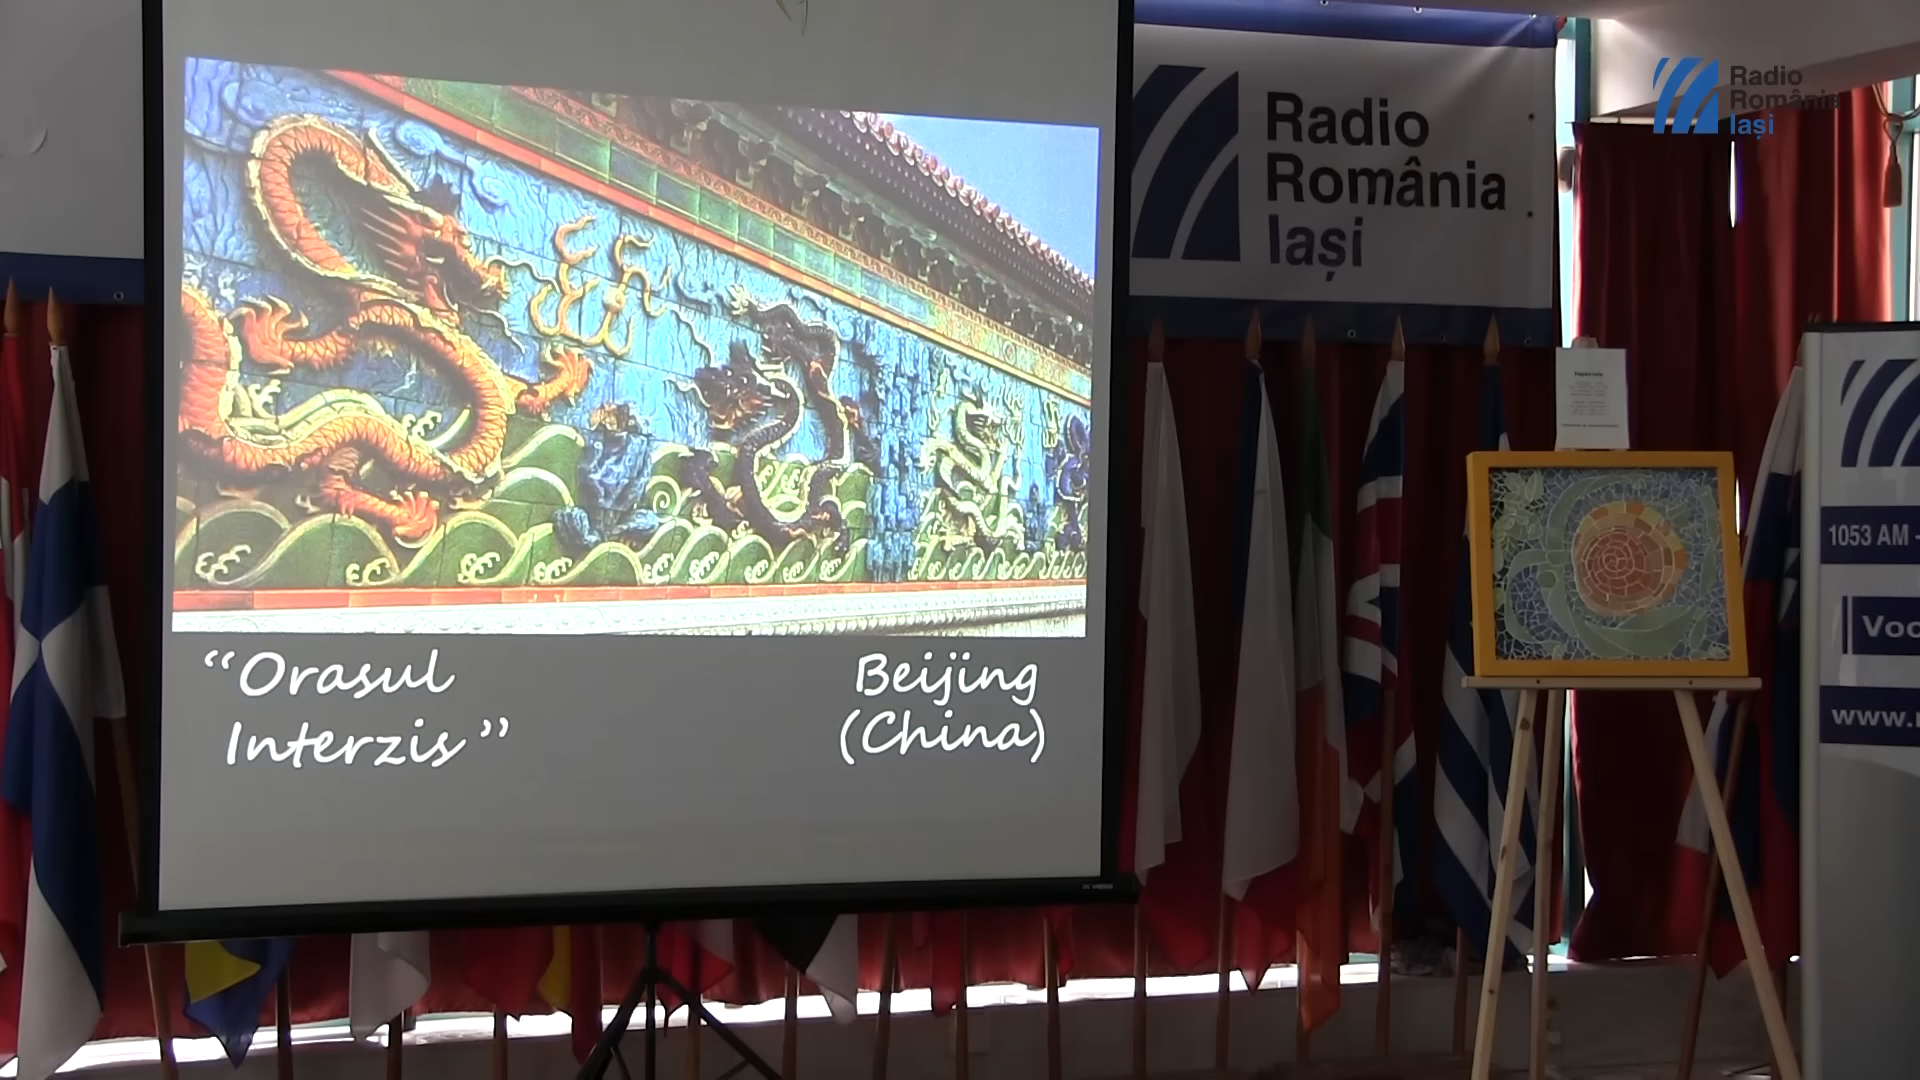 “Orasul
Interzis”
Beijing
(China)
Radio
România
Iași
Radio
România
Iași
1053 AM -
Voc
www.